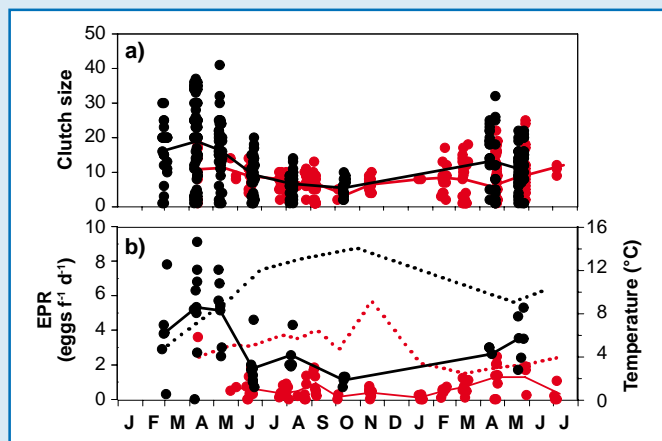 a)
Clutch size
50
40
30
20
10
0
b)
EPR
(eggs f-1 d-1)
10
8
6
4
2
0
Temperature (°C)
16
12
8
4
0
J F M A M J J A S O N D J F M A M J J